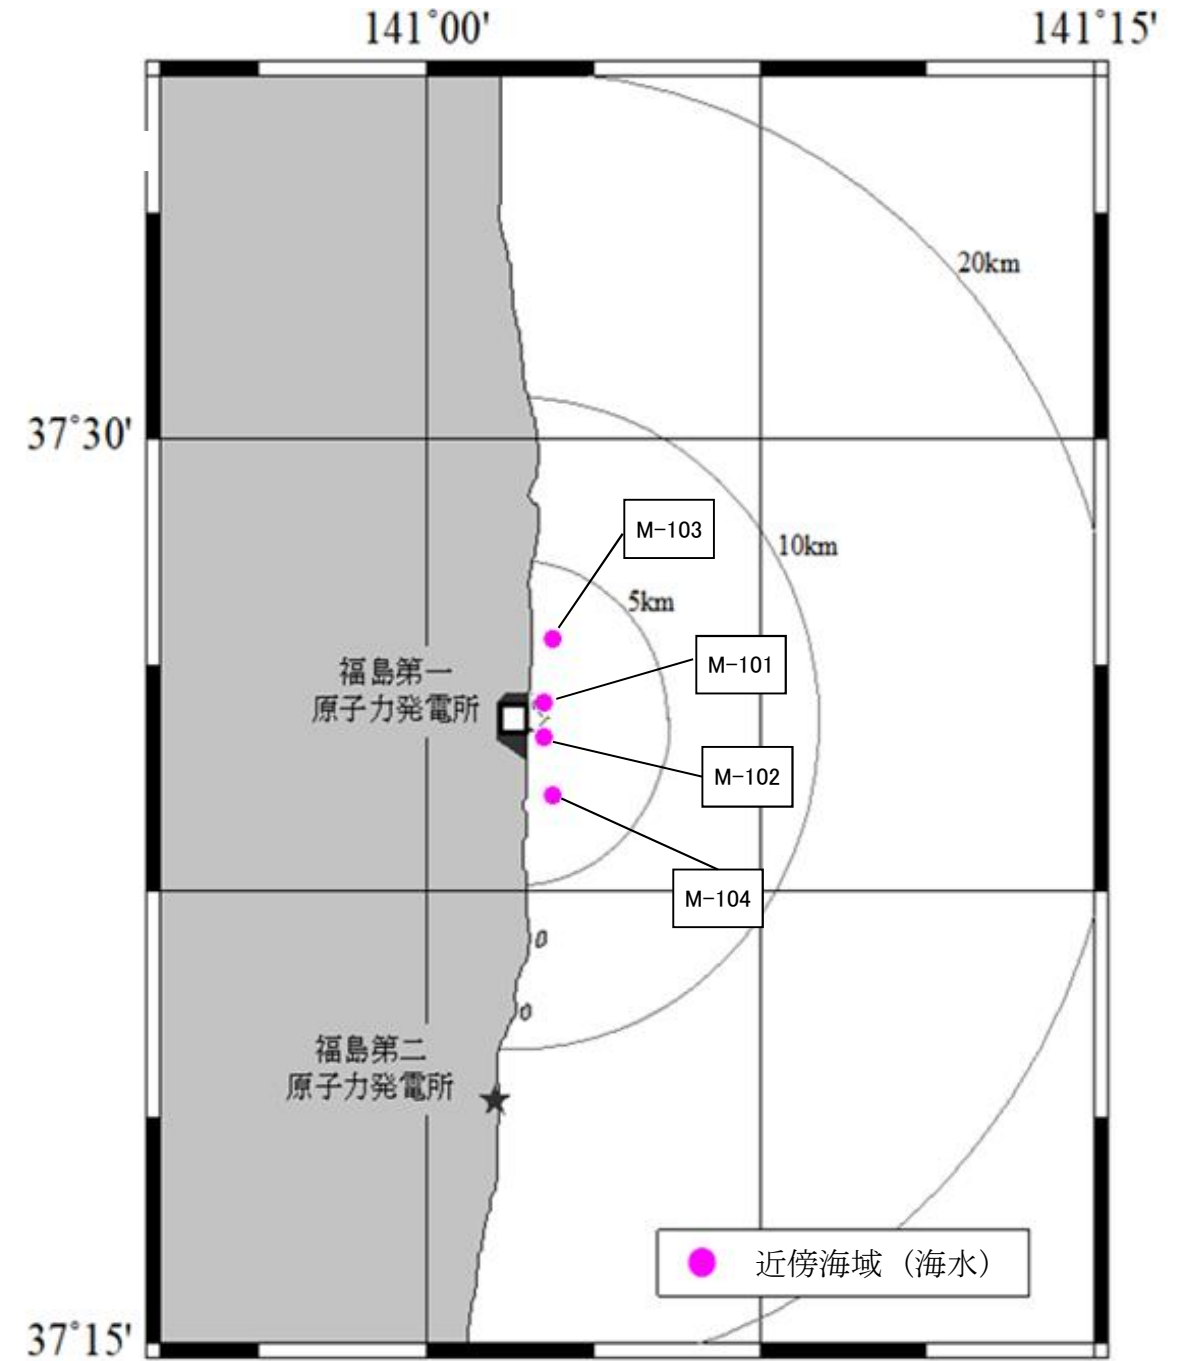 141°00'
141°15'
20km
37°30'
M-103
10km
5km
福島第一
原子力発電所
M-101
M-102
M-104
福島第二
原子力発電所
近傍海域（海水）
37°15'